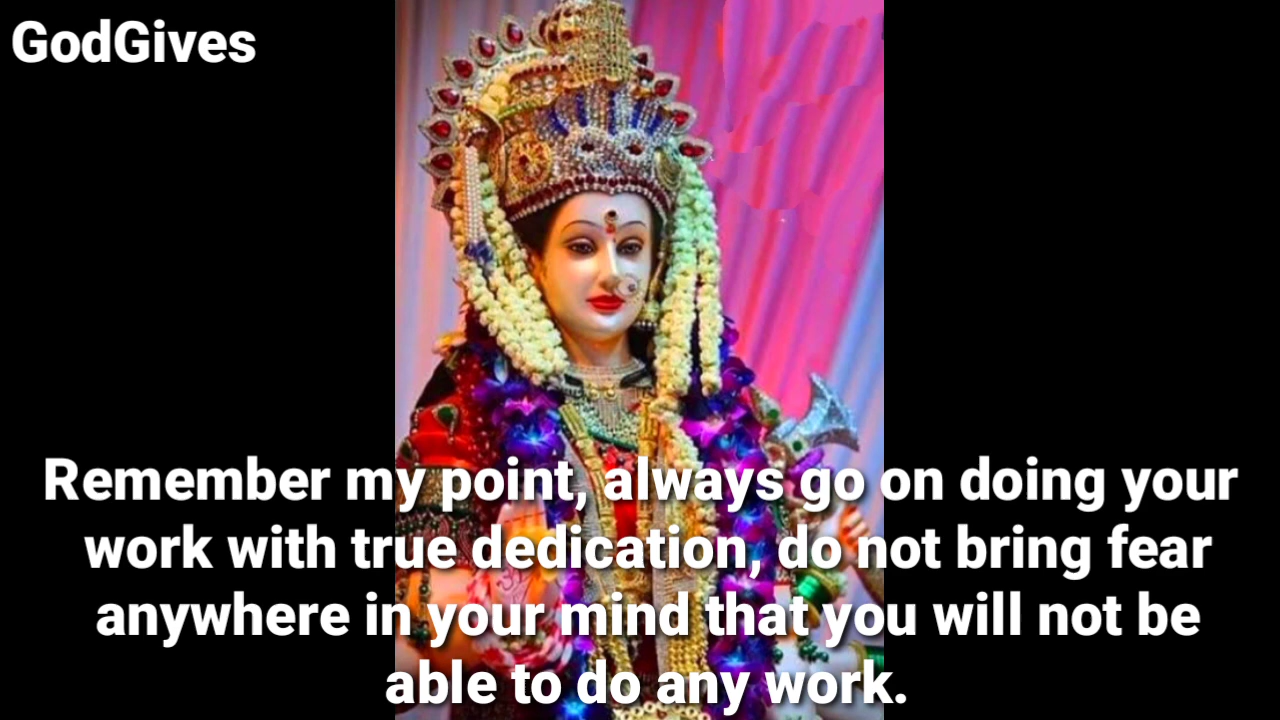 GodGives
Remember my point, always go on doing your
work with true dedication, do not bring fear
anywhere in your mind that you will not be
able to do any work.